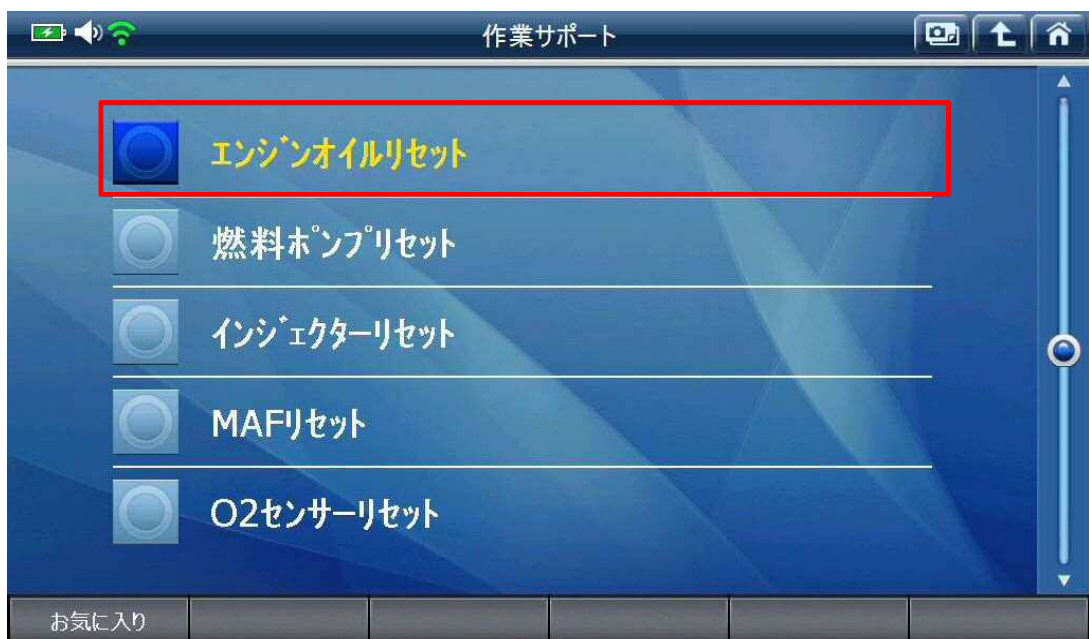 作業サポート
エンジンオイルリセット
燃料ポンプリセット
インジェクターリセット
MAFリセット
O2センサーリセット
お気に入り